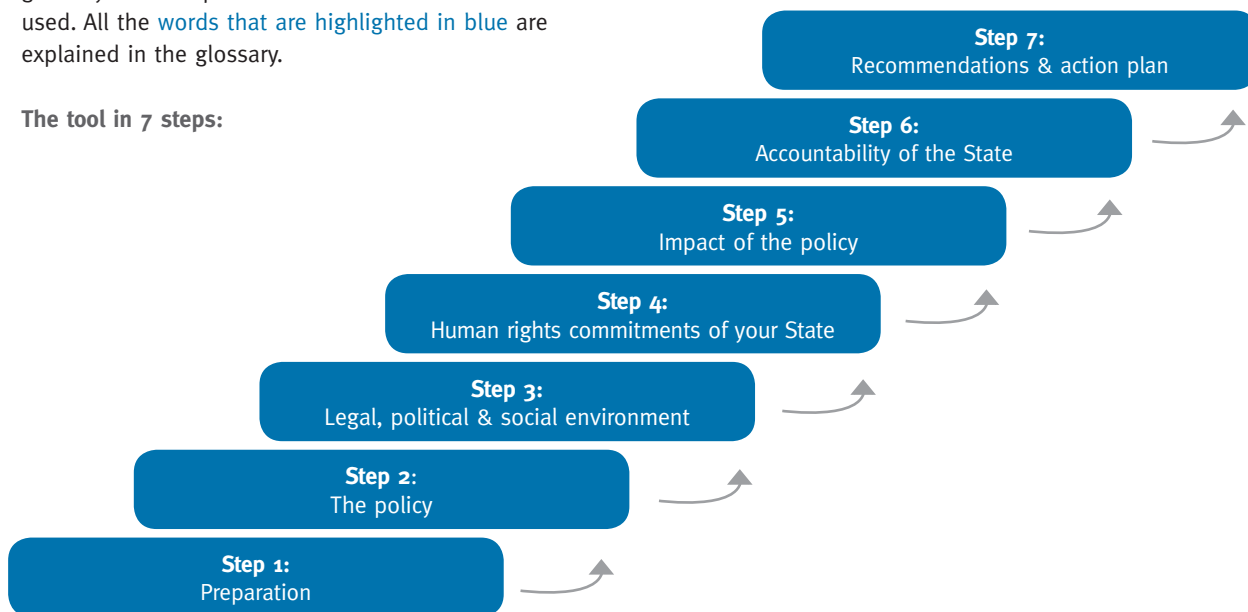 used. All the words that are highlighted in blue are
explained in the glossary.
The tool in 7 steps:
Step 7:
Recommendations & action plan
Step 6:
Accountability of the State
Step 5:
Impact of the policy
Step 4:
Human rights commitments of your State
Step 3:
Legal, political & social environment
Step 2:
The policy
Step 1:
Preparation